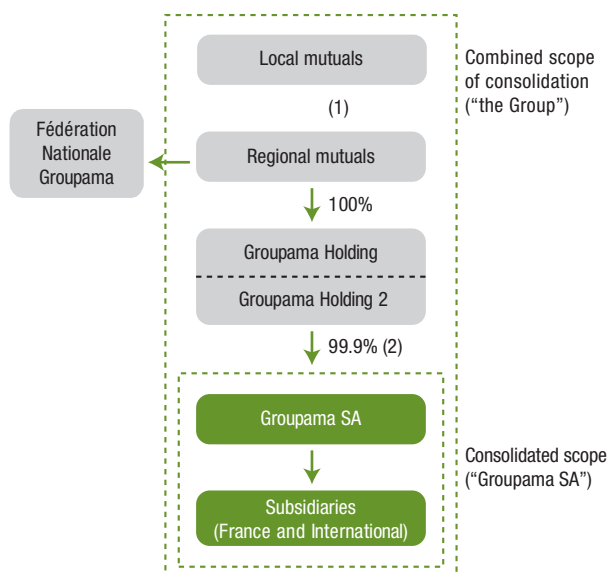 Local mutuals
Combined scope
of consolidation
(“the Group”)
(1)
Fédération
Nationale
Groupama
Regional mutuals
100%
Groupama Holding
Groupama Holding 2
99.9% (2)
Groupama SA
Consolidated scope
(“Groupama SA”)
Subsidiaries
(France and International)